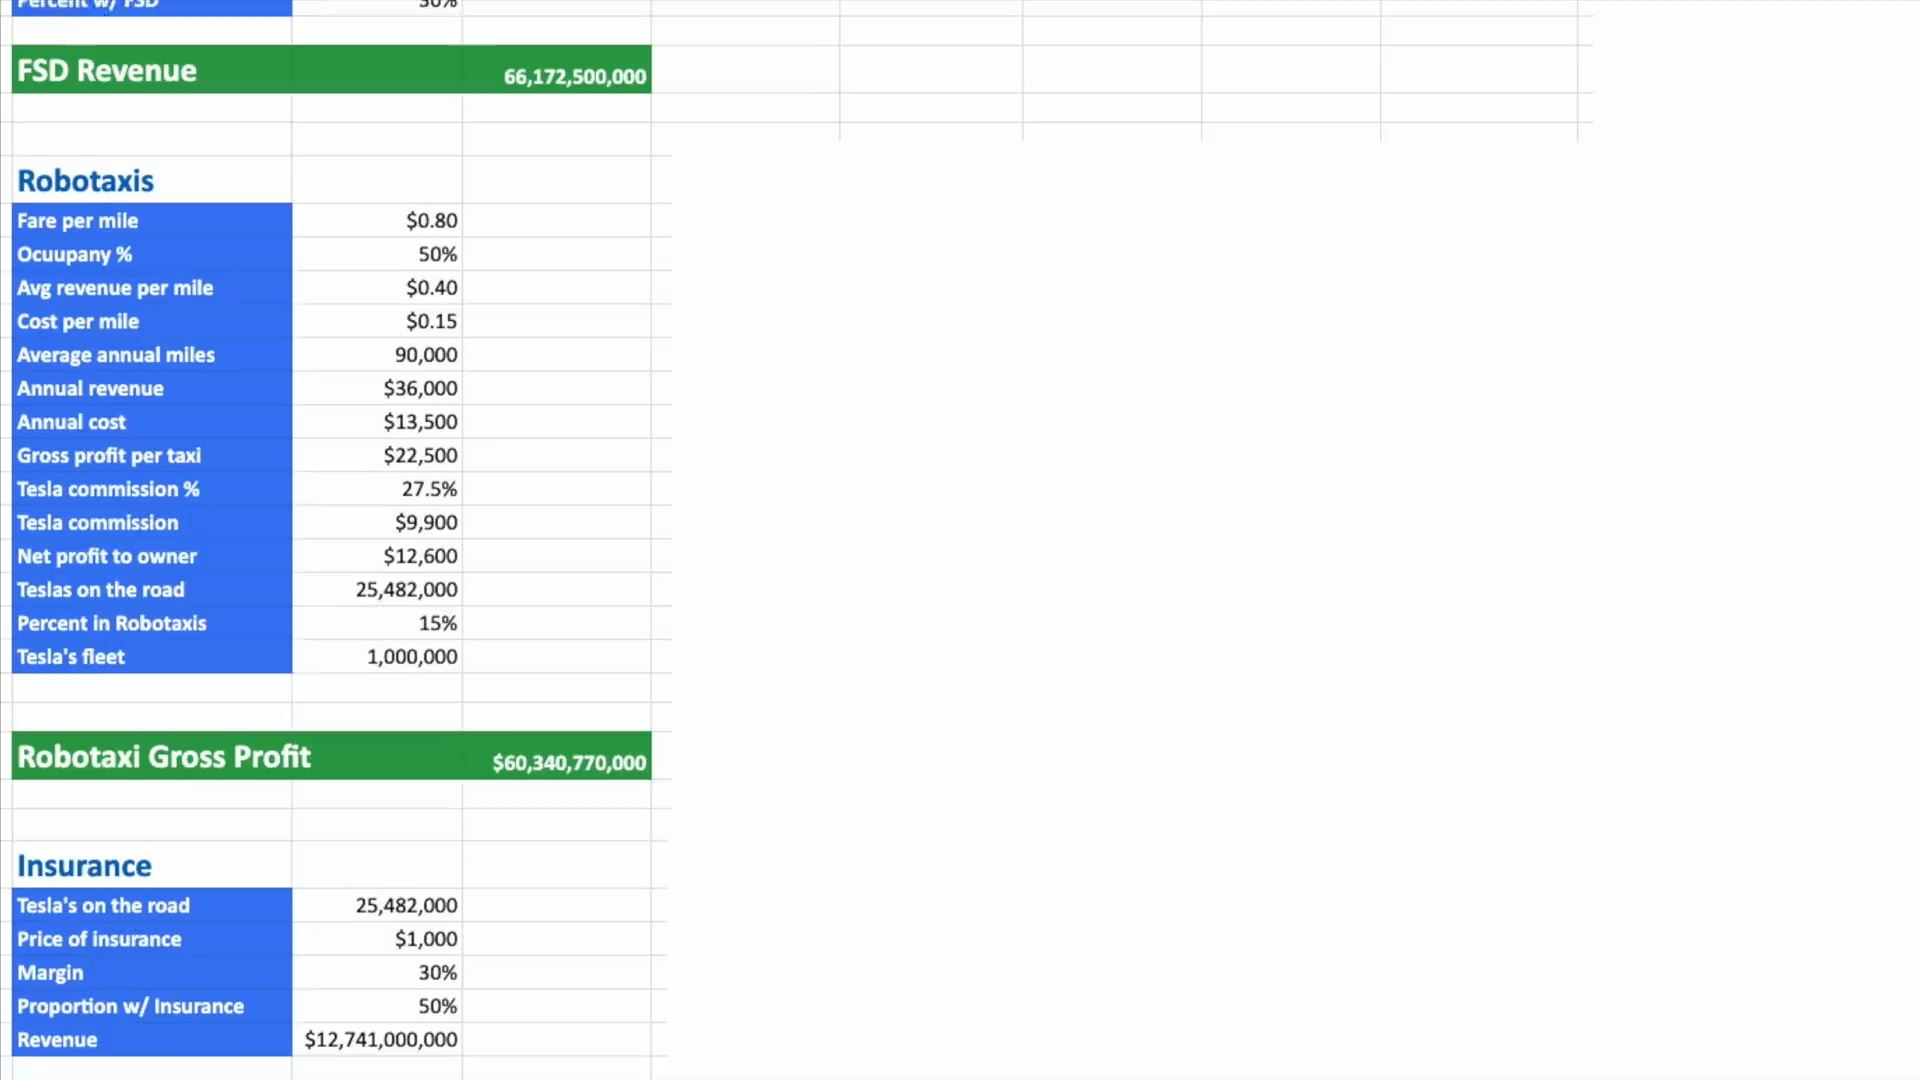 Percent w/ FSD 30%
FSD Revenue 66,172,500,000
Robotaxis
Fare per mile $0.80
Ocuupany % 50%
Avg revenue per mile $0.40
Cost per mile $0.15
Average annual miles 90,000
Annual revenue $36,000
Annual cost $13,500
Gross profit per taxi $22,500
Tesla commission % 27.5%
Tesla commission $9,900
Net profit to owner $12,600
Teslas on the road 25,482,000
Percent in Robotaxis 15%
Tesla's fleet 1,000,000
Robotaxi Gross Profit $60,340,770,000
Insurance
Tesla's on the road 25,482,000
Price of insurance $1,000
Margin 30%
Proportion w/ Insurance 50%
Revenue $12,741,000,000